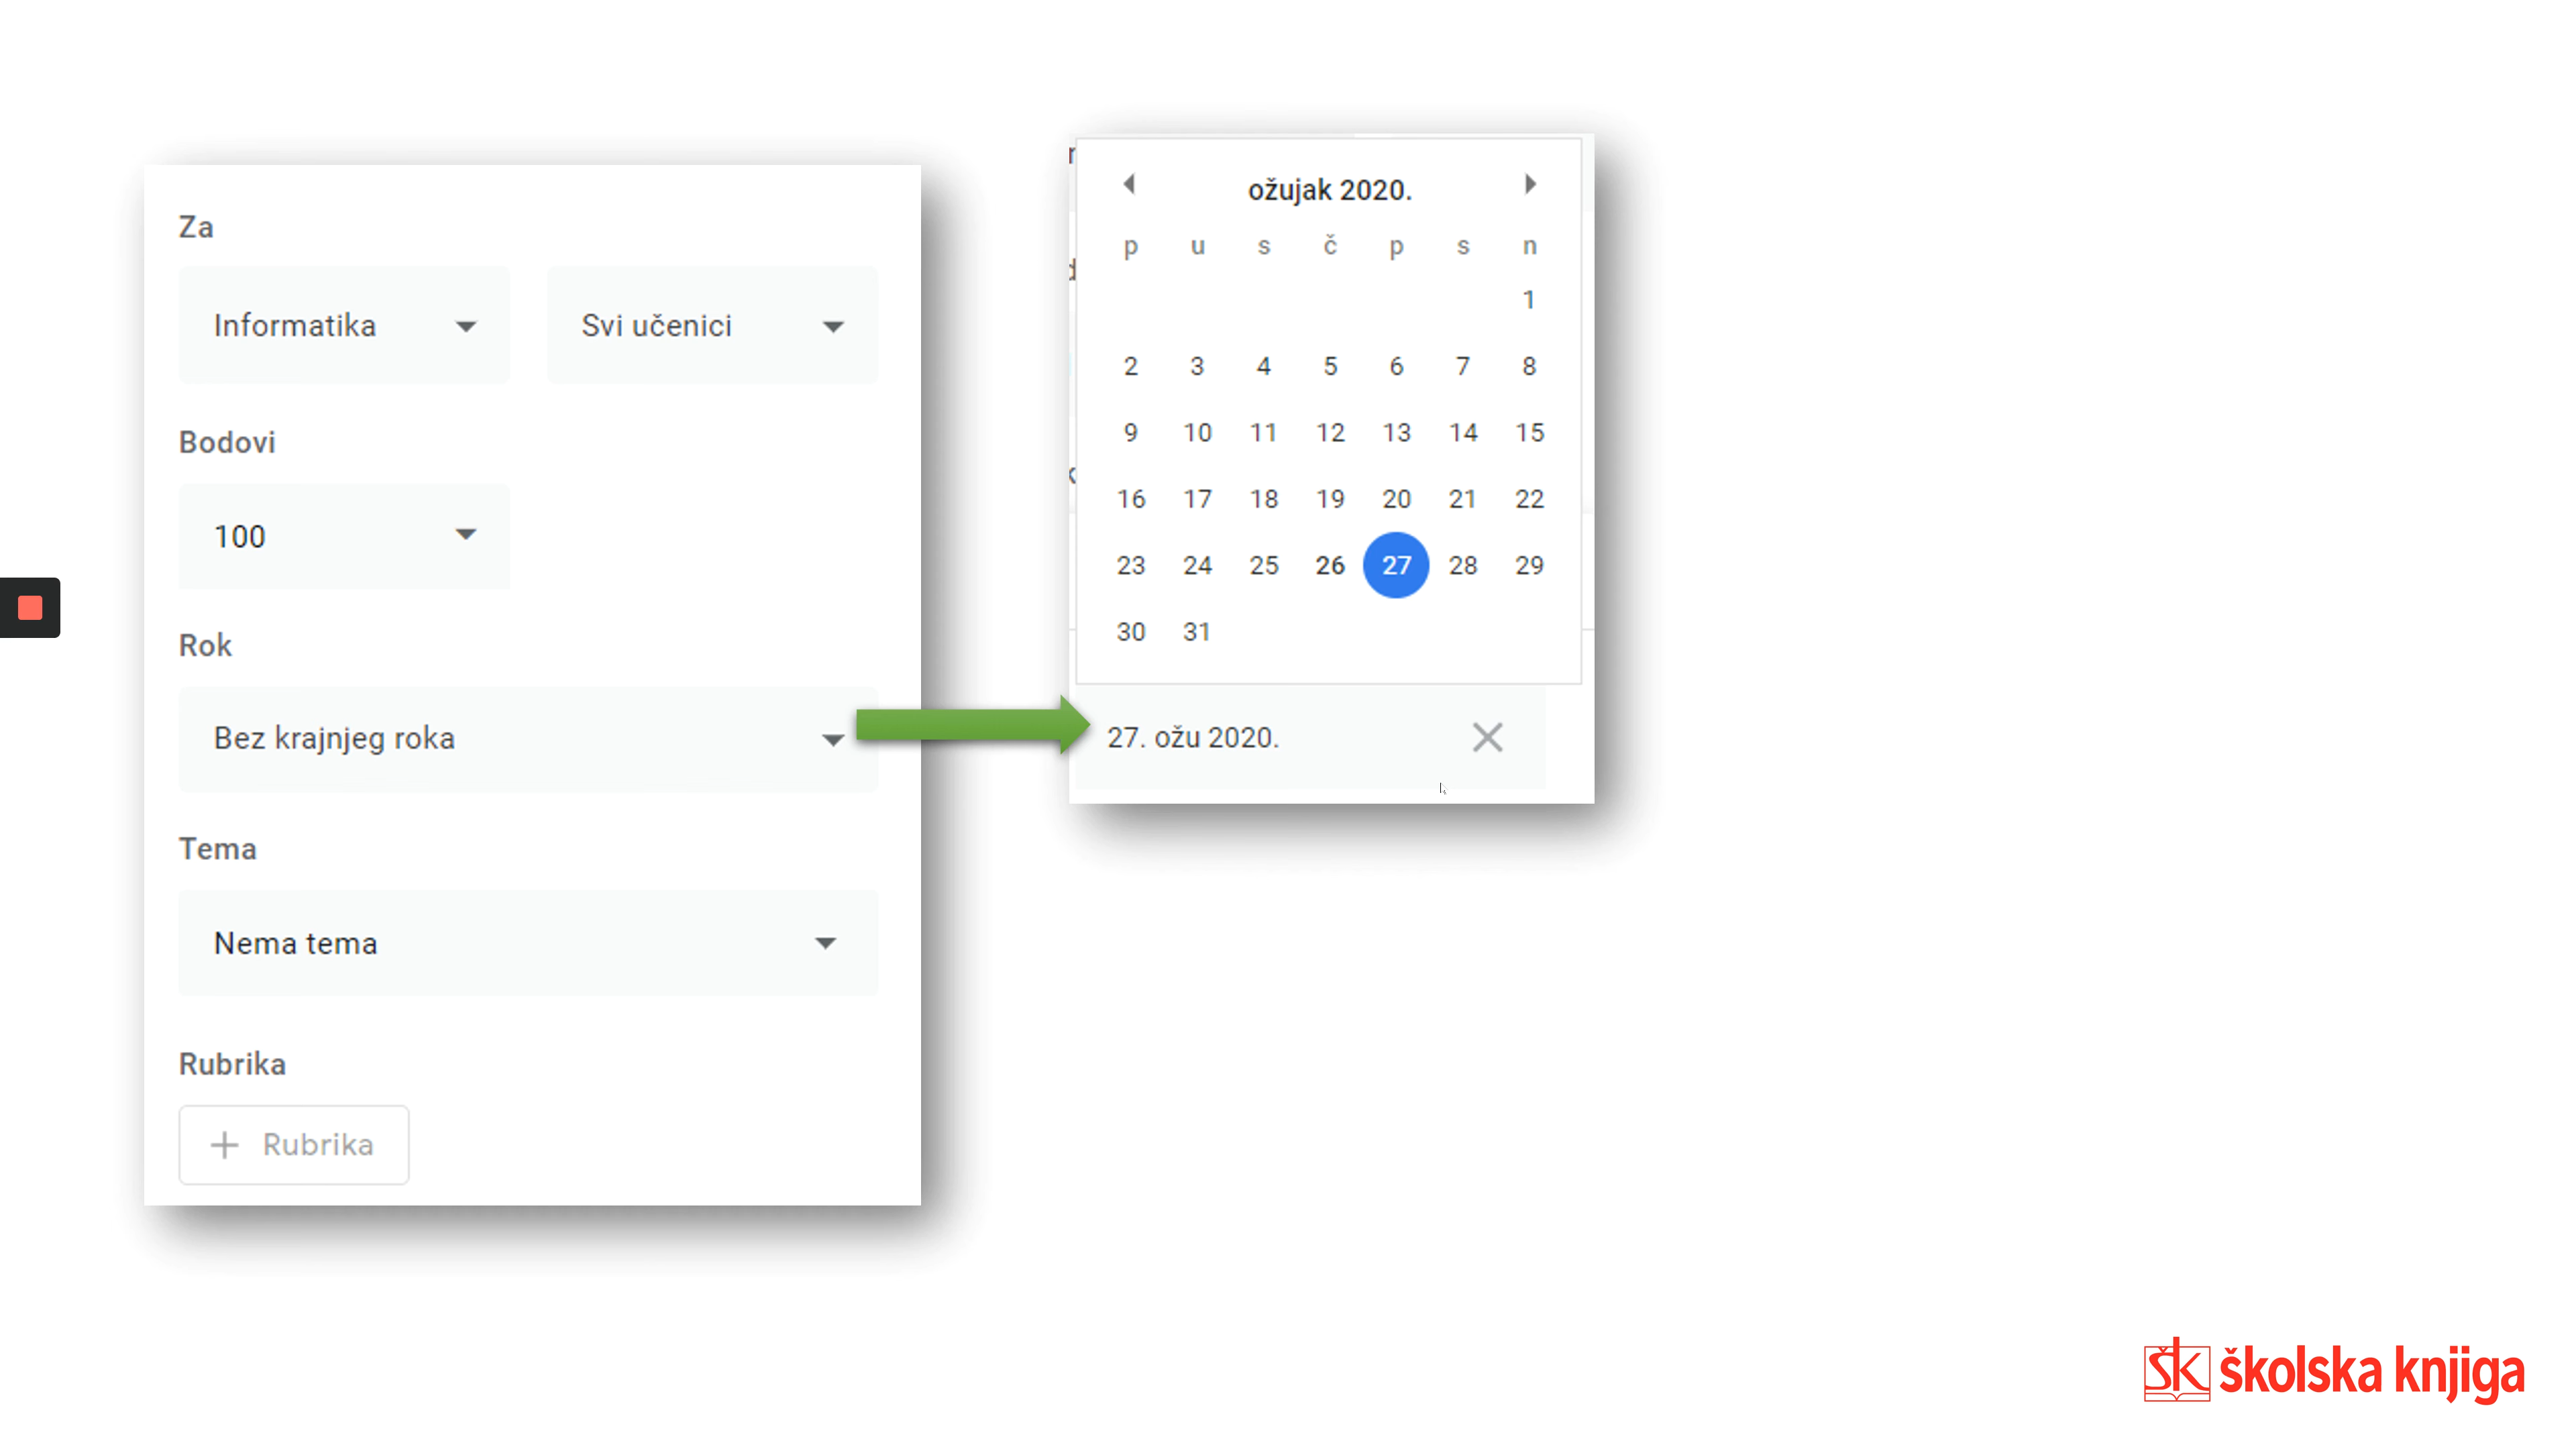 Za
Informatika
Svi učenici
Bodovi
100
Rok
Bez krajnjeg roka
Tema
Nema tema
Rubrika
+ Rubrika
ožujak 2020.
p u s č p s n
1
2 3 4 5 6 7 8
9 10 11 12 13 14 15
16 17 18 19 20 21 22
23 24 25 26 27 28 29
30 31
27. ožu 2020.
ŠK školska knjiga